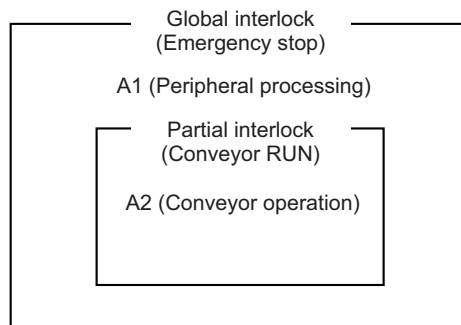 Global interlock
(Emergency stop)
A1 (Peripheral processing)
Partial interlock
(Conveyor RUN)
A2 (Conveyor operation)